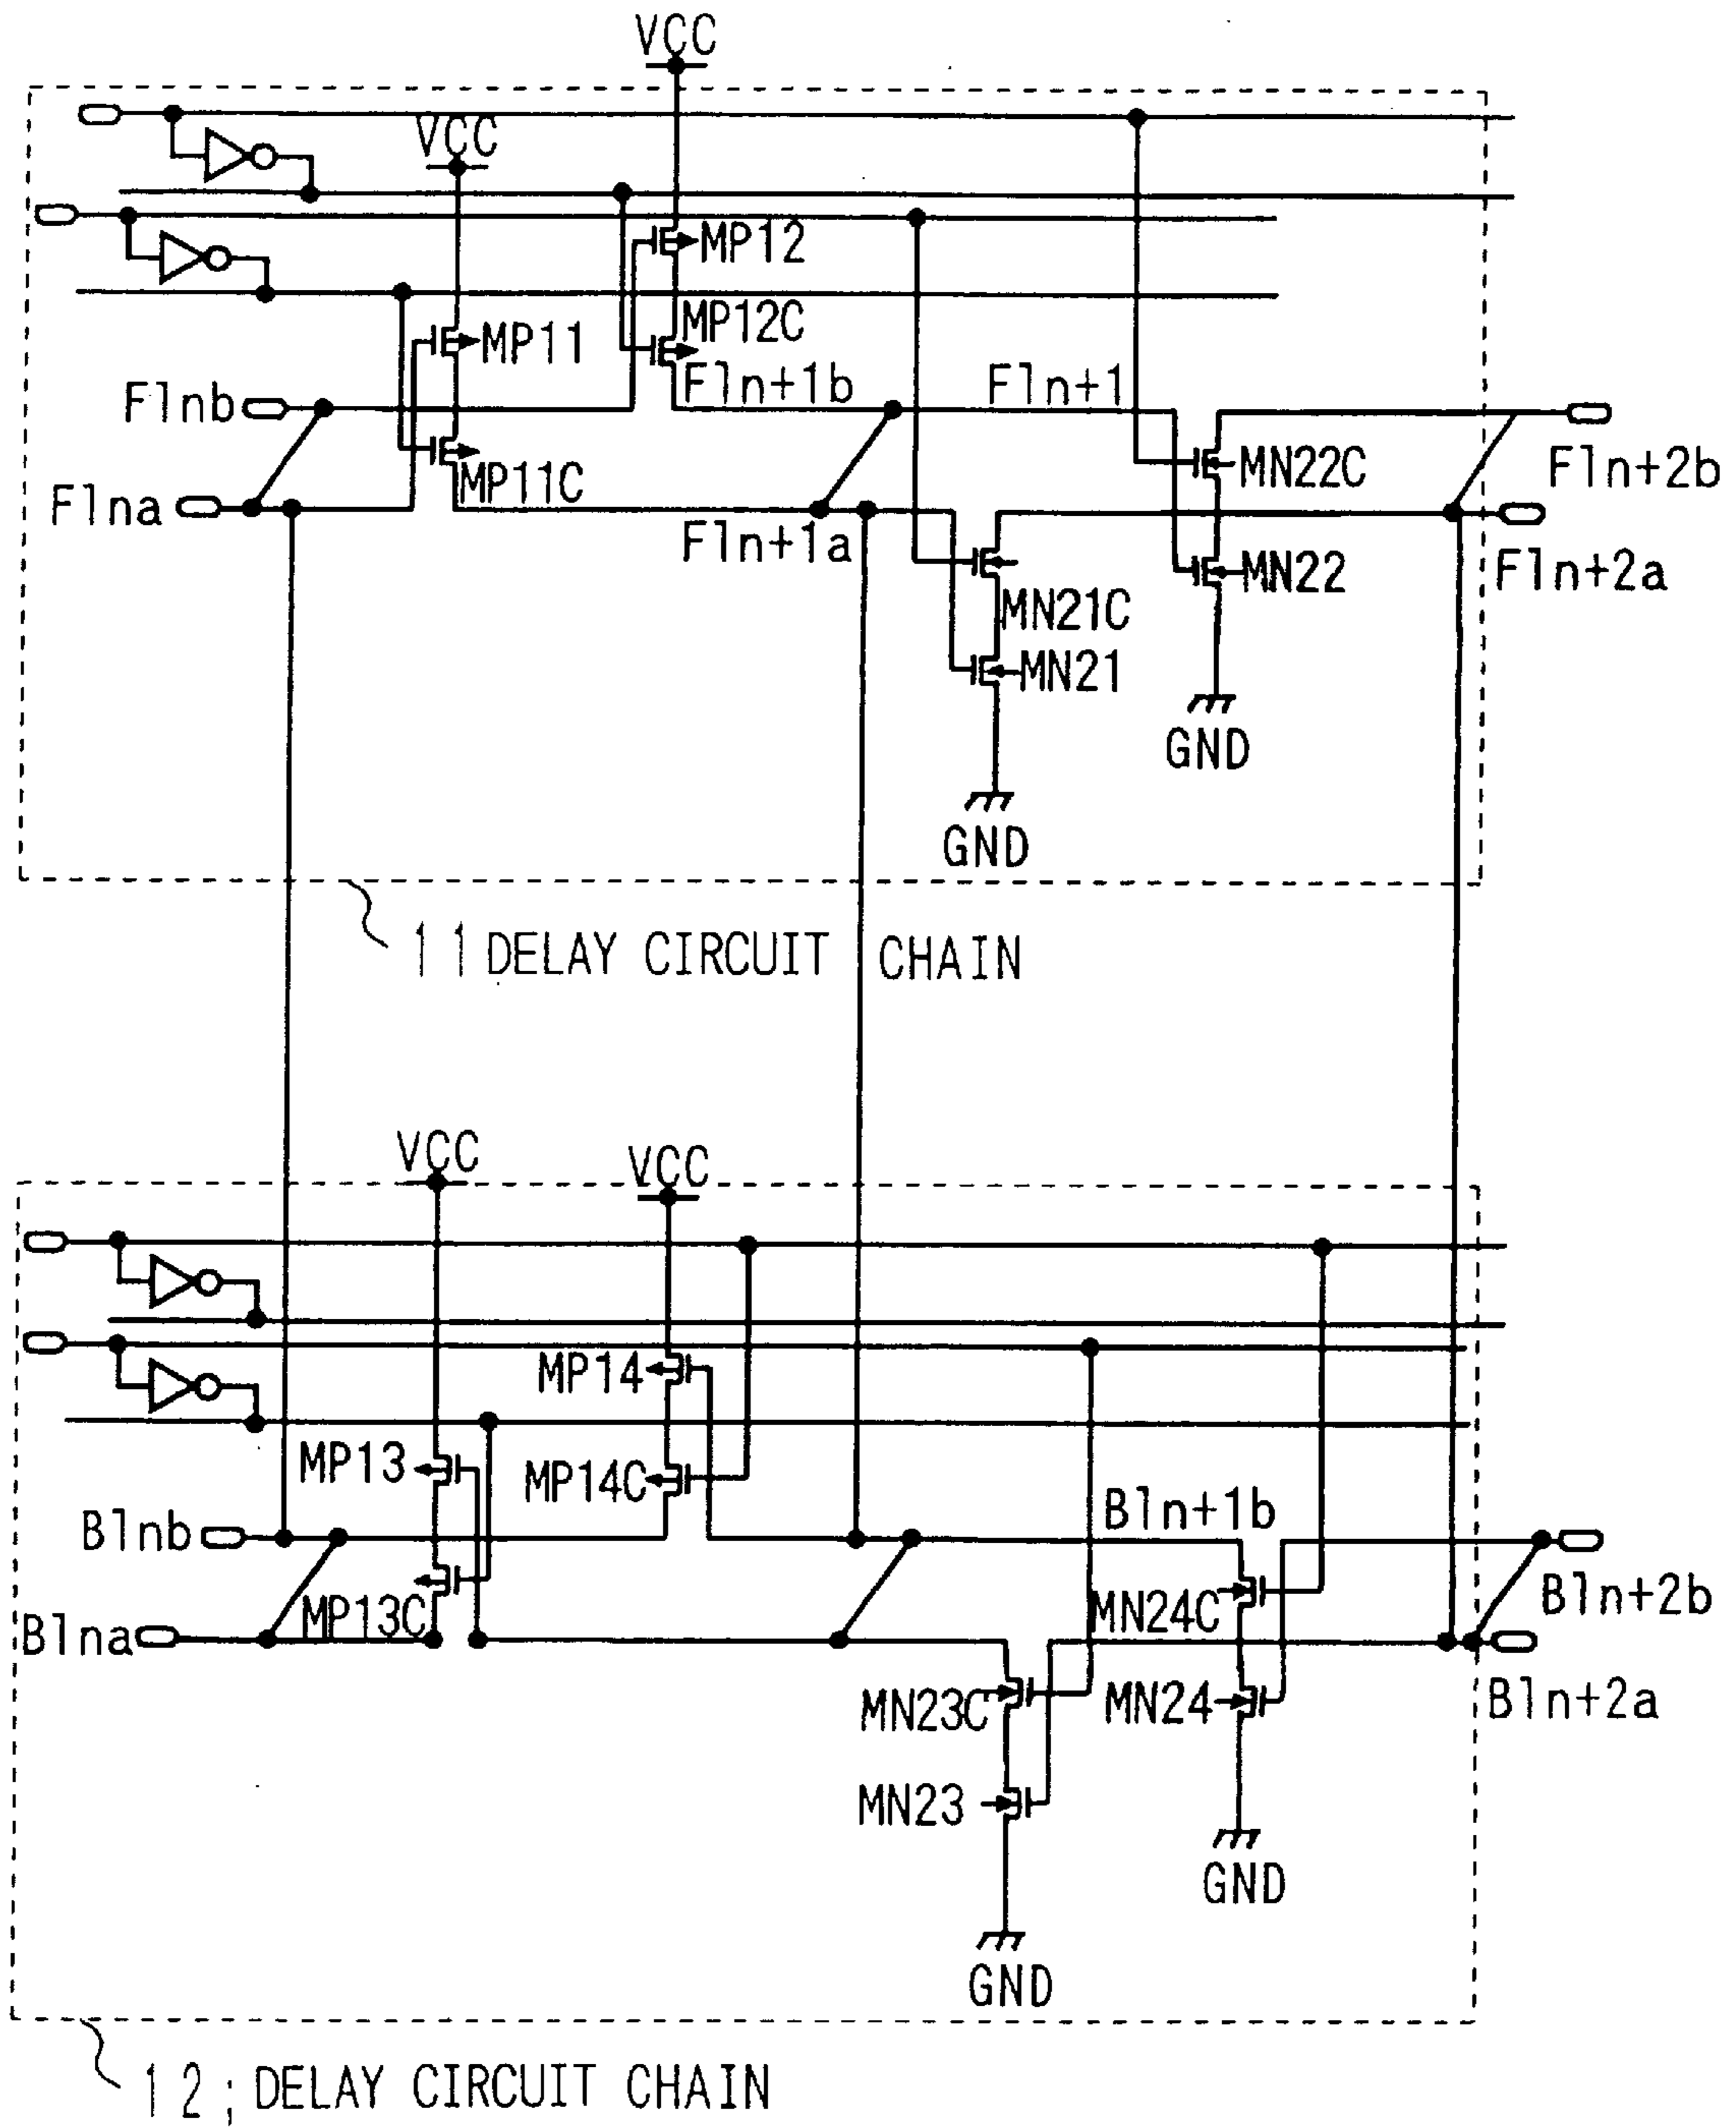 VCC
VCC
MP12
MP12C
MP11
Flnb
Fln+1b
Fln+1
MP11C
MN22C
Fln+2b
Flna
Fln+1a
MN22
Fln+2a
MN21C
MN21
GND
GND
11 DELAY CIRCUIT CHAIN
VCC
VCC
MP14
MP13
MP14C
Blnb
Bln+1b
MP13C
MN24C
Bln+2b
Blna
MN23C
MN24
Bln+2a
MN23
GND
GND
12; DELAY CIRCUIT CHAIN